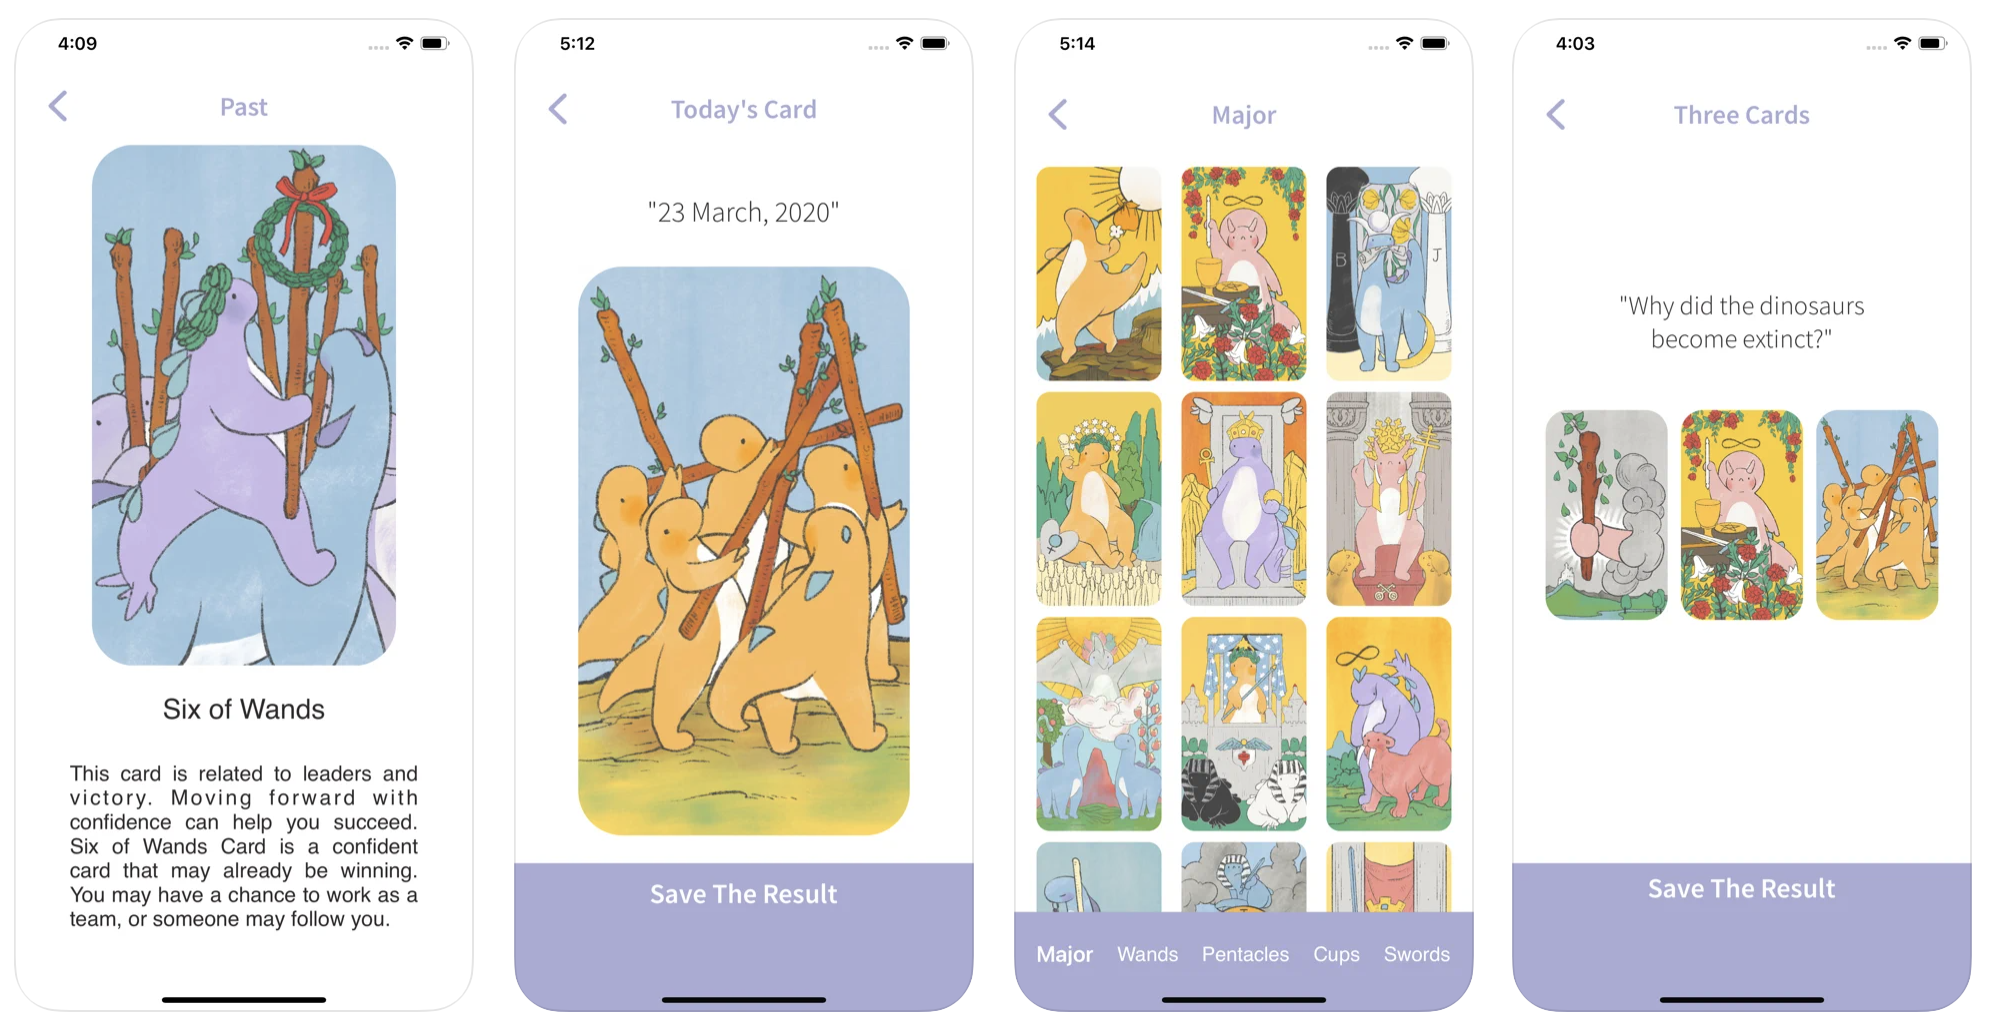 4:09
Past
Six of Wands
This card is related to leaders and
victory. Moving forward with
confidence can help you succeed.
Six of Wands Card is a confident
card that may already be winning.
You may have a chance to work as a
team, or someone may follow you.
5:12
Today's Card
"23 March, 2020"
Save The Result
5:14
Major
B J
Major Wands Pentacles Cups Swords
4:03
Three Cards
"Why did the dinosaurs
become extinct?"
Save The Result